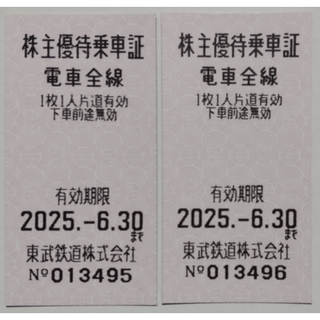 株主優待乗車証
電車全線
1枚1人片道有効
下車前途無効
有効期限
2025.-6.30まで
東武鉄道株式会社
Nº013495
株主優待乗車証
電車全線
1枚1人片道有効
下車前途無効
有効期限
2025.-6.30まで
東武鉄道株式会社
Nº013496